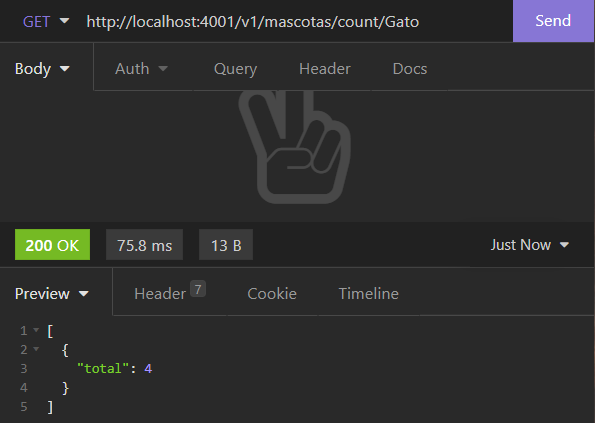 GET http://localhost:4001/v1/mascotas/count/Gato Send
Body Auth Query Header Docs
200 OK 75.8 ms 13 B Just Now
Preview Header 7 Cookie Timeline
1 [
2 {
3 "total": 4
4 }
5 ]